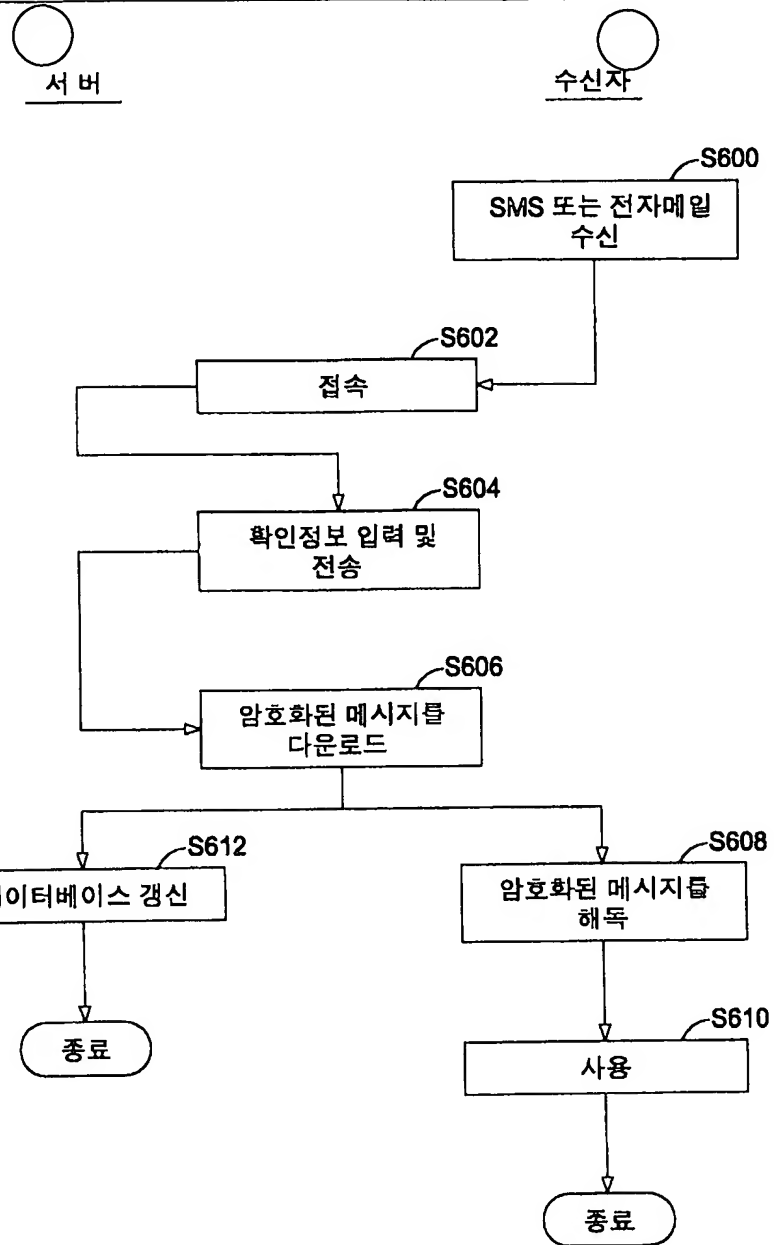 서 버
수신자
S600
SMS 또는 전자메일
수신
S602
접속
S604
확인정보 입력 및
전송
S606
암호화된 메시지를
다운로드
S612
이터베이스 갱신
S608
암호화된 메시지를
해독
종료
S610
사용
종료